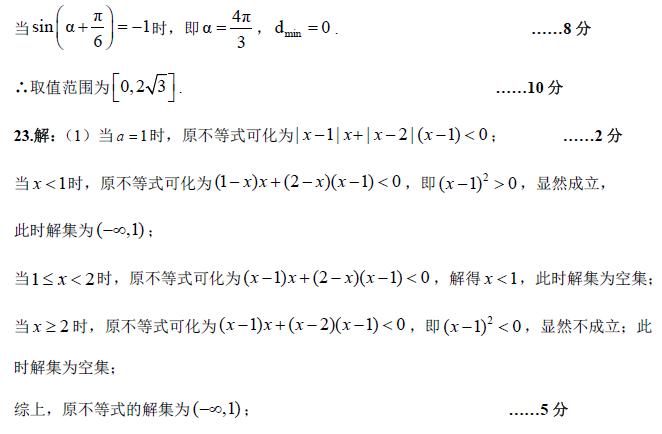 当sin(α+π/6)=−1时，即α=4π/3，d_min=0．……8分
∴取值范围为[0,2√3]．……10分
23.解:（1）当a=1时，原不等式可化为|x−1|x+|x−2|(x−1)<0；……2分
当x<1时，原不等式可化为(1−x)x+(2−x)(x−1)<0，即(x−1)²>0，显然成立，
此时解集为(−∞,1)；
当1≤x<2时，原不等式可化为(x−1)x+(2−x)(x−1)<0，解得x<1，此时解集为空集；
当x≥2时，原不等式可化为(x−1)x+(x−2)(x−1)<0，即(x−1)²<0，显然不成立；此
时解集为空集；
综上，原不等式的解集为(−∞,1)；……5分